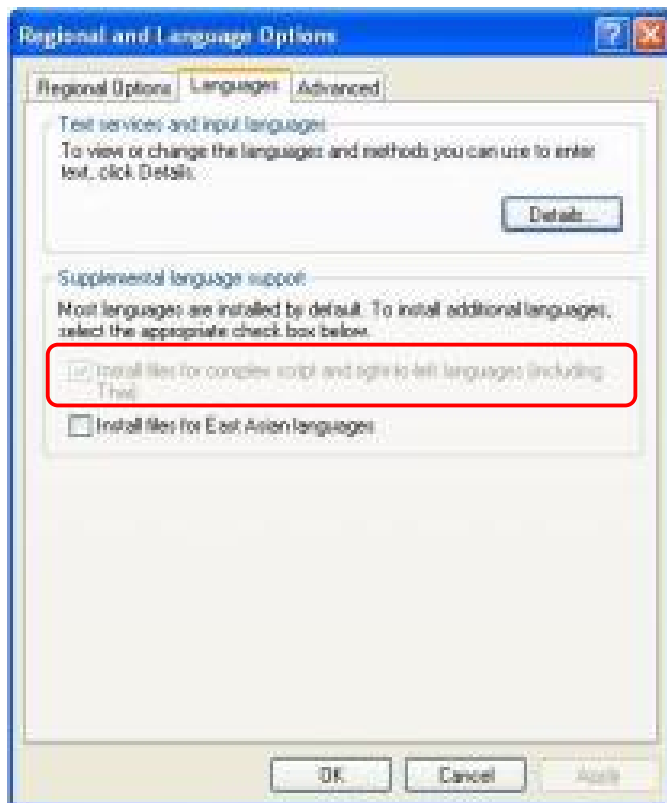 Regional and Language Options
Regional Options Languages Advanced
Text services and input languages
To view or change the languages and methods you can use to enter
text, click Details.
Details...
Supplemental language support
Most languages are installed by default. To install additional languages,
select the appropriate check box below.
Install files for complex script and right-to-left languages (including
Thai)
Install files for East Asian languages
OK Cancel Apply